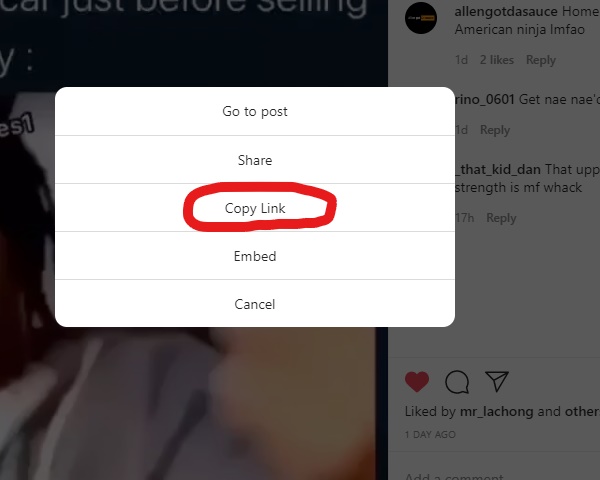 car just before selling
y :
es1
Go to post
Share
Copy Link
Embed
Cancel
allengotdasauce Home
American ninja lmfao
1d 2 likes Reply
rino_0601 Get nae nae'd
1d Reply
_that_kid_dan That upp
strength is mf whack
17h Reply
Liked by mr_lachong and other
1 DAY AGO
Add a comment